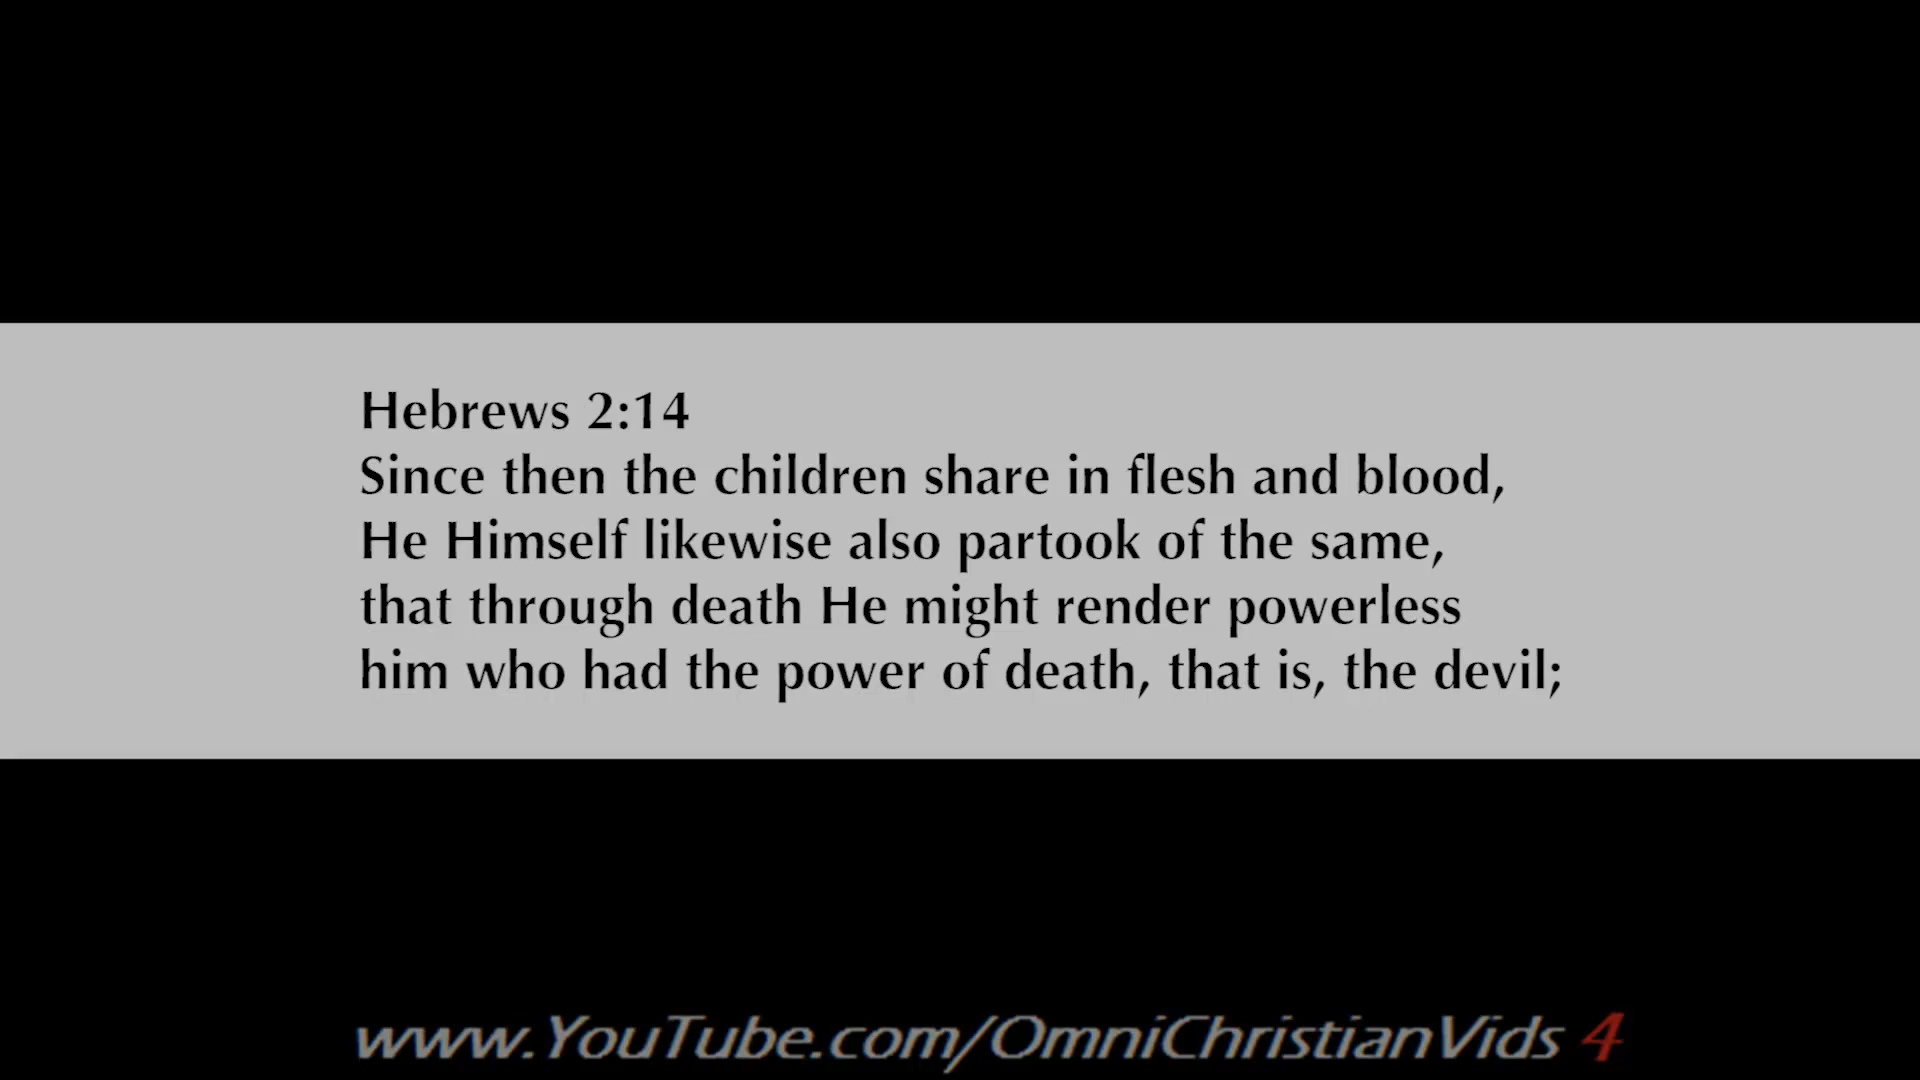 Hebrews 2:14
Since then the children share in flesh and blood,
He Himself likewise also partook of the same,
that through death He might render powerless
him who had the power of death, that is, the devil;
www.YouTube.com/OmniChristianVids 4